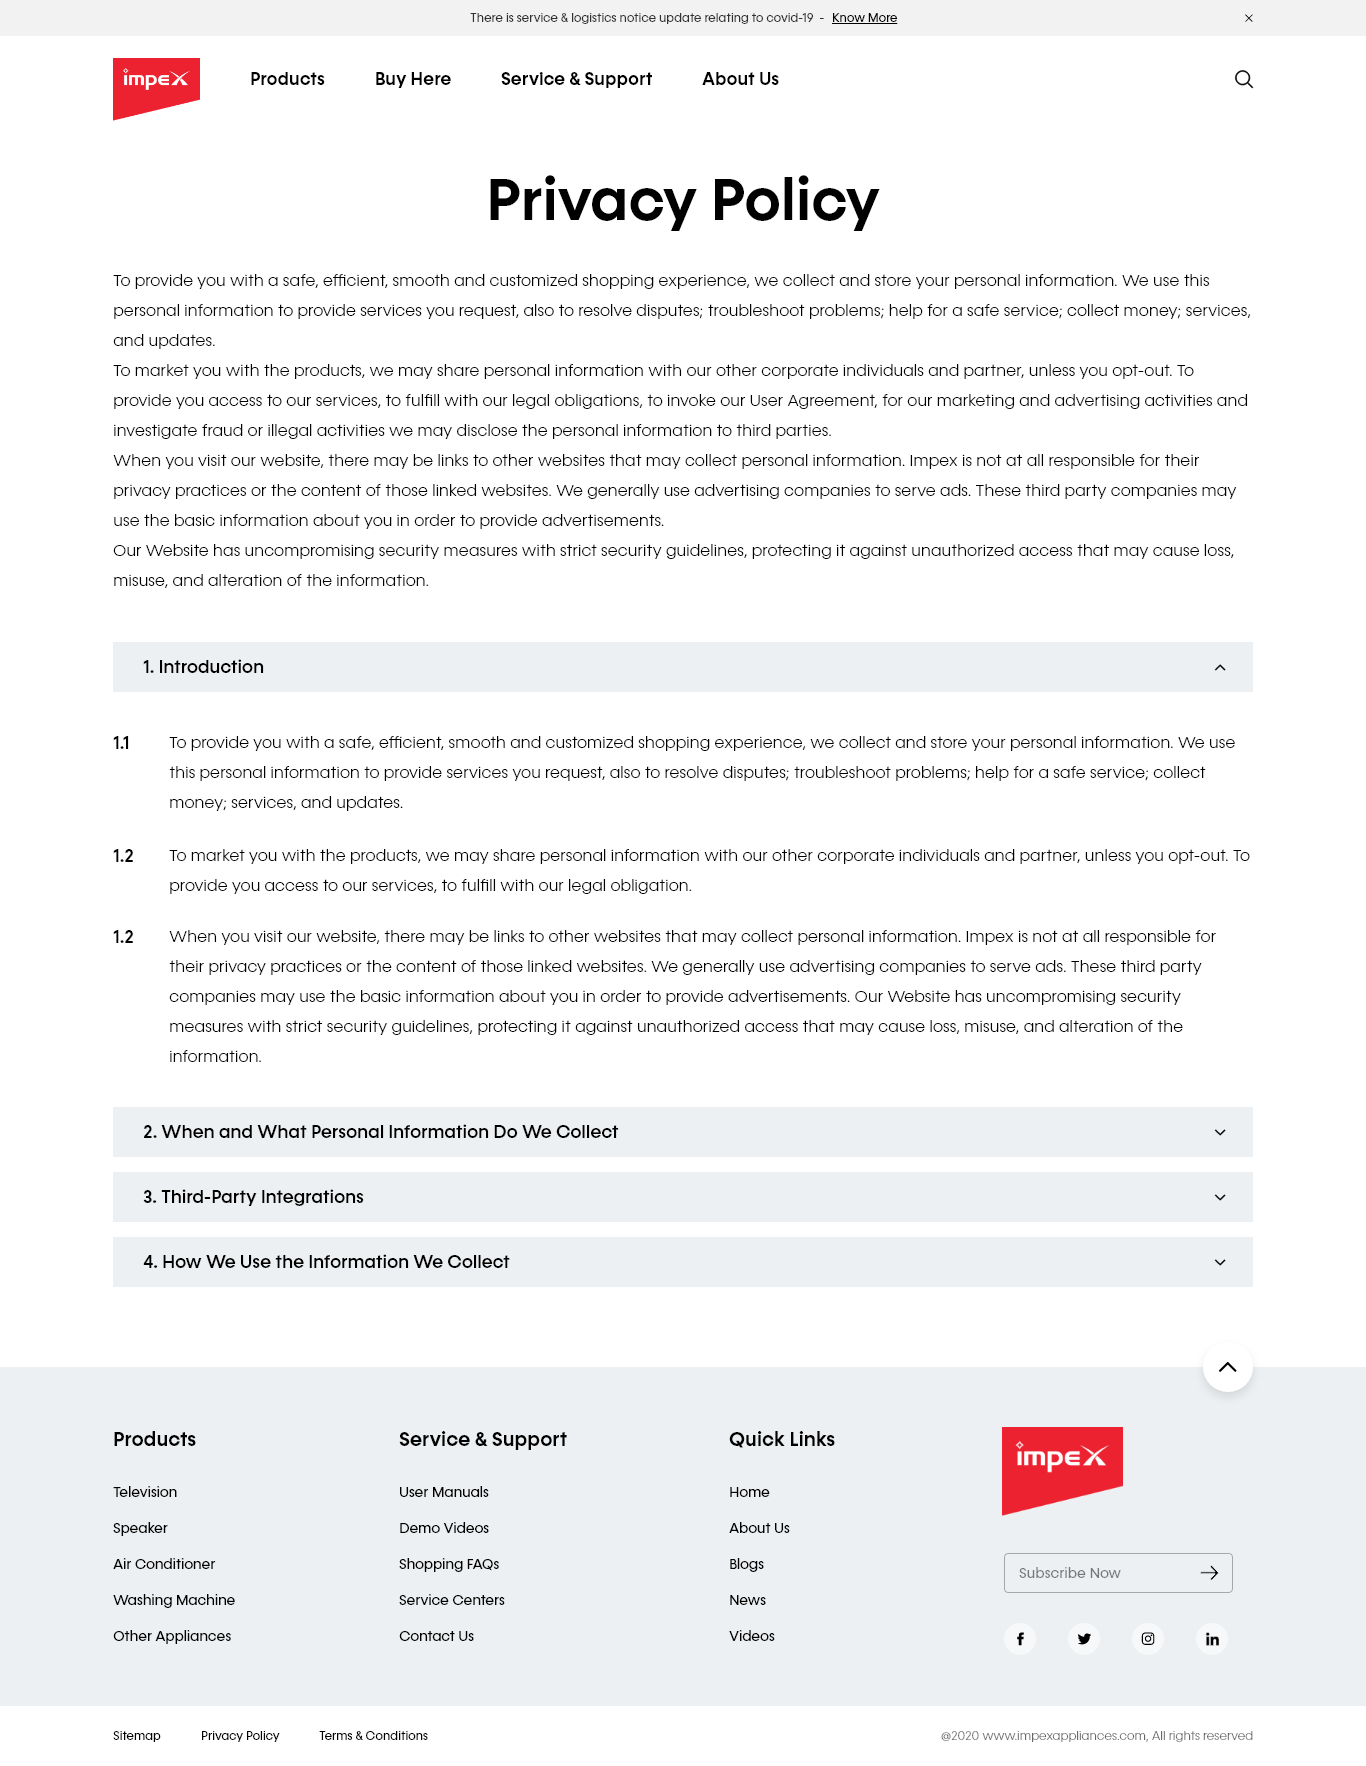 There is service & logistics notice update relating to covid-19 - Know More
impex
Products Buy Here Service & Support About Us
Privacy Policy
To provide you with a safe, efficient, smooth and customized shopping experience, we collect and store your personal information. We use this
personal information to provide services you request, also to resolve disputes; troubleshoot problems; help for a safe service; collect money; services,
and updates.
To market you with the products, we may share personal information with our other corporate individuals and partner, unless you opt-out. To
provide you access to our services, to fulfill with our legal obligations, to invoke our User Agreement, for our marketing and advertising activities and
investigate fraud or illegal activities we may disclose the personal information to third parties.
When you visit our website, there may be links to other websites that may collect personal information. Impex is not at all responsible for their
privacy practices or the content of those linked websites. We generally use advertising companies to serve ads. These third party companies may
use the basic information about you in order to provide advertisements.
Our Website has uncompromising security measures with strict security guidelines, protecting it against unauthorized access that may cause loss,
misuse, and alteration of the information.
1. Introduction
1.1 To provide you with a safe, efficient, smooth and customized shopping experience, we collect and store your personal information. We use
this personal information to provide services you request, also to resolve disputes; troubleshoot problems; help for a safe service; collect
money; services, and updates.
1.2 To market you with the products, we may share personal information with our other corporate individuals and partner, unless you opt-out. To
provide you access to our services, to fulfill with our legal obligation.
1.2 When you visit our website, there may be links to other websites that may collect personal information. Impex is not at all responsible for
their privacy practices or the content of those linked websites. We generally use advertising companies to serve ads. These third party
companies may use the basic information about you in order to provide advertisements. Our Website has uncompromising security
measures with strict security guidelines, protecting it against unauthorized access that may cause loss, misuse, and alteration of the
information.
2. When and What Personal Information Do We Collect
3. Third-Party Integrations
4. How We Use the Information We Collect
Products
Television
Speaker
Air Conditioner
Washing Machine
Other Appliances
Service & Support
User Manuals
Demo Videos
Shopping FAQs
Service Centers
Contact Us
Quick Links
Home
About Us
Blogs
News
Videos
impex
Subscribe Now
Sitemap Privacy Policy Terms & Conditions
@2020 www.impexappliances.com, All rights reserved